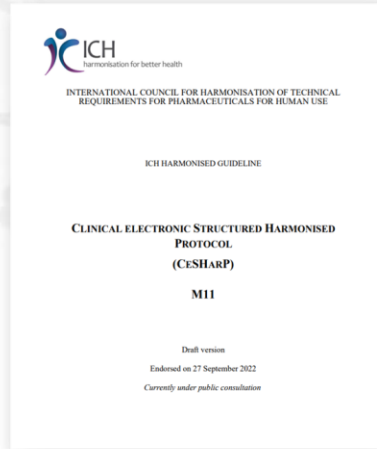 ICH
harmonisation for better health
INTERNATIONAL COUNCIL FOR HARMONISATION OF TECHNICAL
REQUIREMENTS FOR PHARMACEUTICALS FOR HUMAN USE
ICH HARMONISED GUIDELINE
CLINICAL ELECTRONIC STRUCTURED HARMONISED
PROTOCOL
(CESHARP)
M11
Draft version
Endorsed on 27 September 2022
Currently under public consultation